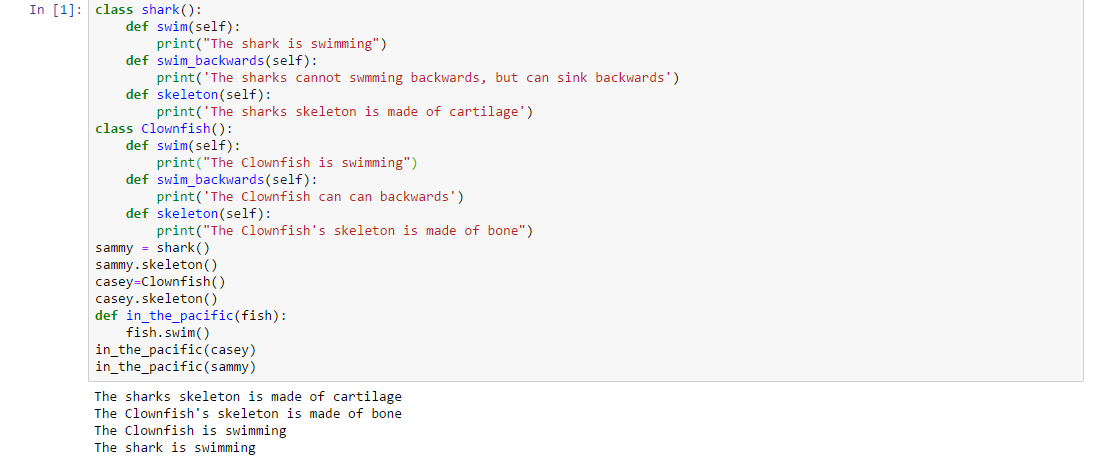 In [1]: class shark():
    def swim(self):
        print("The shark is swimming")
    def swim_backwards(self):
        print('The sharks cannot swmming backwards, but can sink backwards')
    def skeleton(self):
        print('The sharks skeleton is made of cartilage')
class Clownfish():
    def swim(self):
        print("The Clownfish is swimming")
    def swim_backwards(self):
        print('The Clownfish can can backwards')
    def skeleton(self):
        print("The Clownfish's skeleton is made of bone")
sammy = shark()
sammy.skeleton()
casey=Clownfish()
casey.skeleton()
def in_the_pacific(fish):
    fish.swim()
in_the_pacific(casey)
in_the_pacific(sammy)
The sharks skeleton is made of cartilage
The Clownfish's skeleton is made of bone
The Clownfish is swimming
The shark is swimming